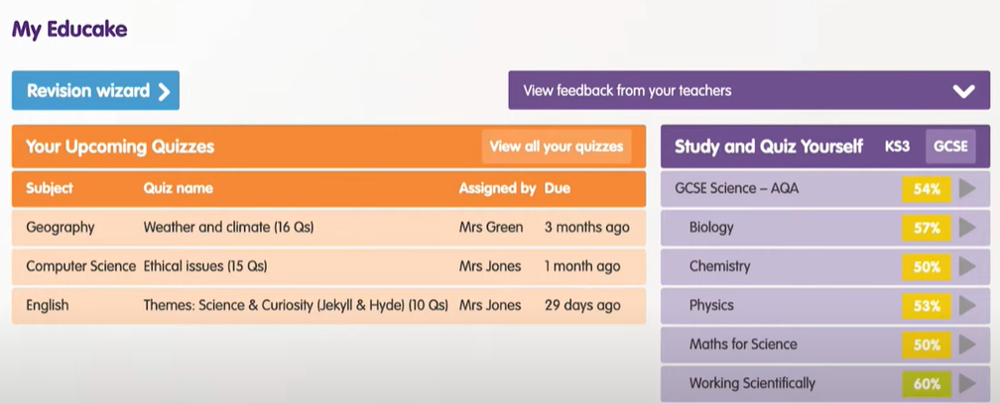 My Educake
Revision wizard
View feedback from your teachers
Your Upcoming Quizzes View all your quizzes
Subject Quiz name Assigned by Due
Geography Weather and climate (16 Qs) Mrs Green 3 months ago
Computer Science Ethical issues (15 Qs) Mrs Jones 1 month ago
English Themes: Science & Curiosity (Jekyll & Hyde) (10 Qs) Mrs Jones 29 days ago
Study and Quiz Yourself KS3 GCSE
GCSE Science – AQA 54%
Biology 57%
Chemistry 50%
Physics 53%
Maths for Science 50%
Working Scientifically 60%